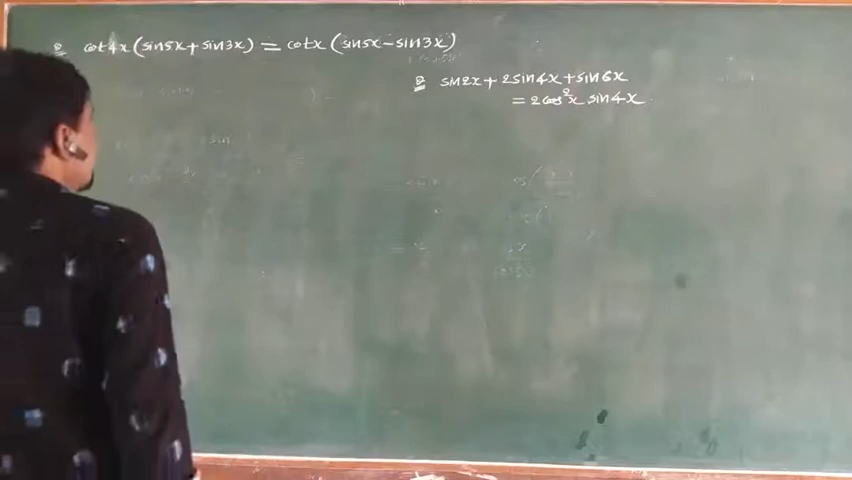 Q cot4x(sin5x+sin3x) = cotx(sin5x-sin3x)
Q sin2x+2sin4x+sin6x
= 2cos²x sin4x.